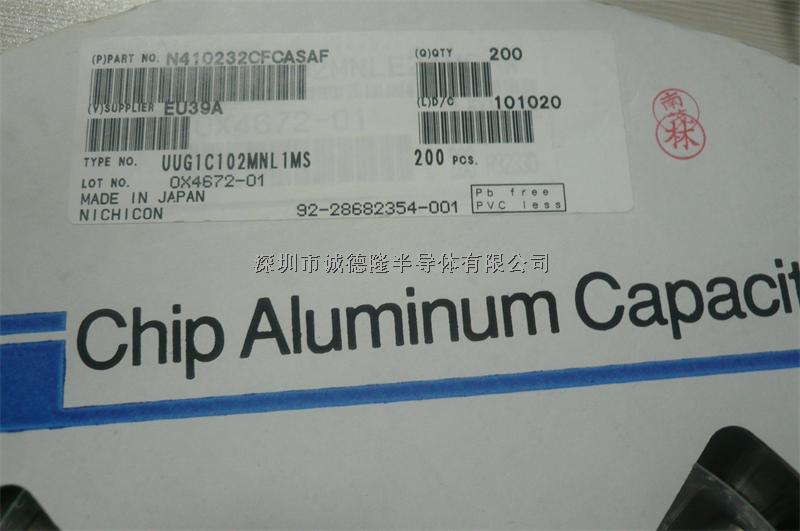 (P)PART NO. N410232CFCASAF (Q)QTY 200
(V)SUPPLIER EU39A (L)D/C 101020
TYPE NO. UUG1C102MNL1MS 200 PCS.
LOT NO. 0X4672-01
MADE IN JAPAN
NICHICON 92-28682354-001 Pb free
PVC less
南
林
深圳市诚德隆半导体有限公司
Chip Aluminum Capacit